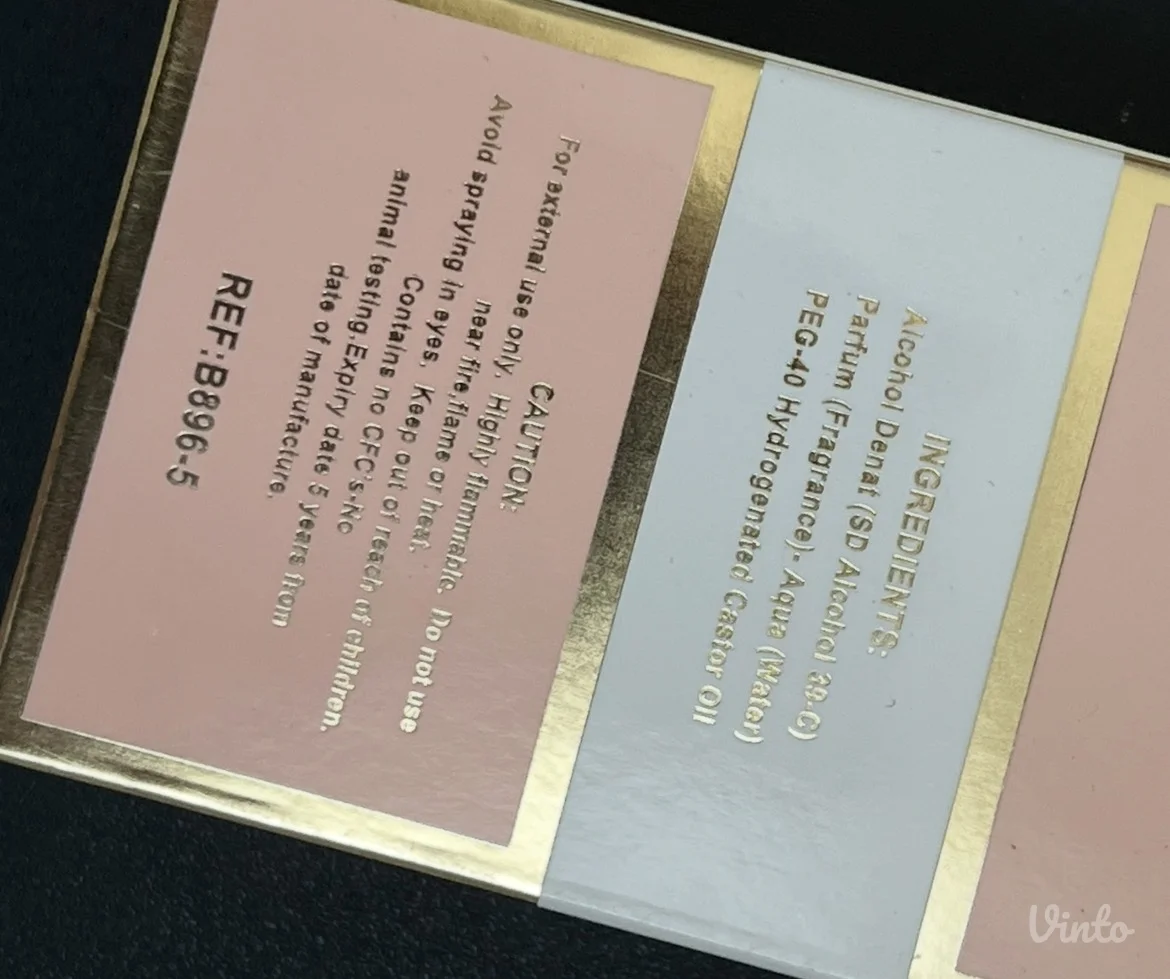 INGREDIENTS:
Alcohol Denat (SD Alcohol 39-C)
Parfum (Fragrance)- Aqua (Water)
PEG-40 Hydrogenated Castor Oil
CAUTION:
For external use only. Highly flammable. Do not use
near fire,flame or heat.
Avoid spraying in eyes. Keep out of reach of children.
Contains no CFC's-No
animal testing.Expiry date 5 years from
date of manufacture.
REF:B896-5
Vinto